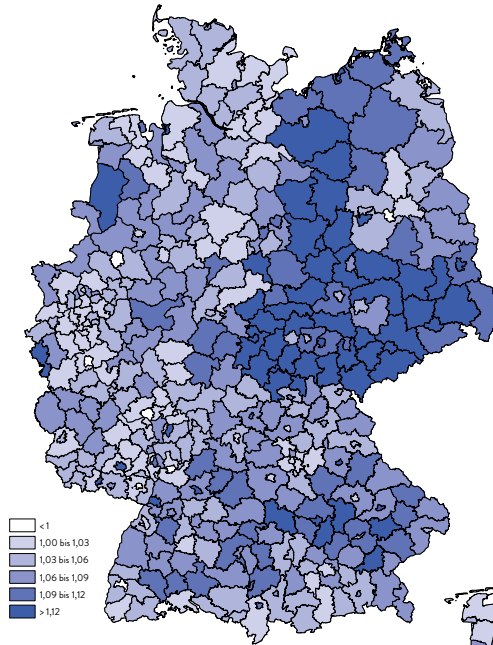 < 1
1,00 bis 1,03
1,03 bis 1,06
1,06 bis 1,09
1,09 bis 1,12
> 1,12